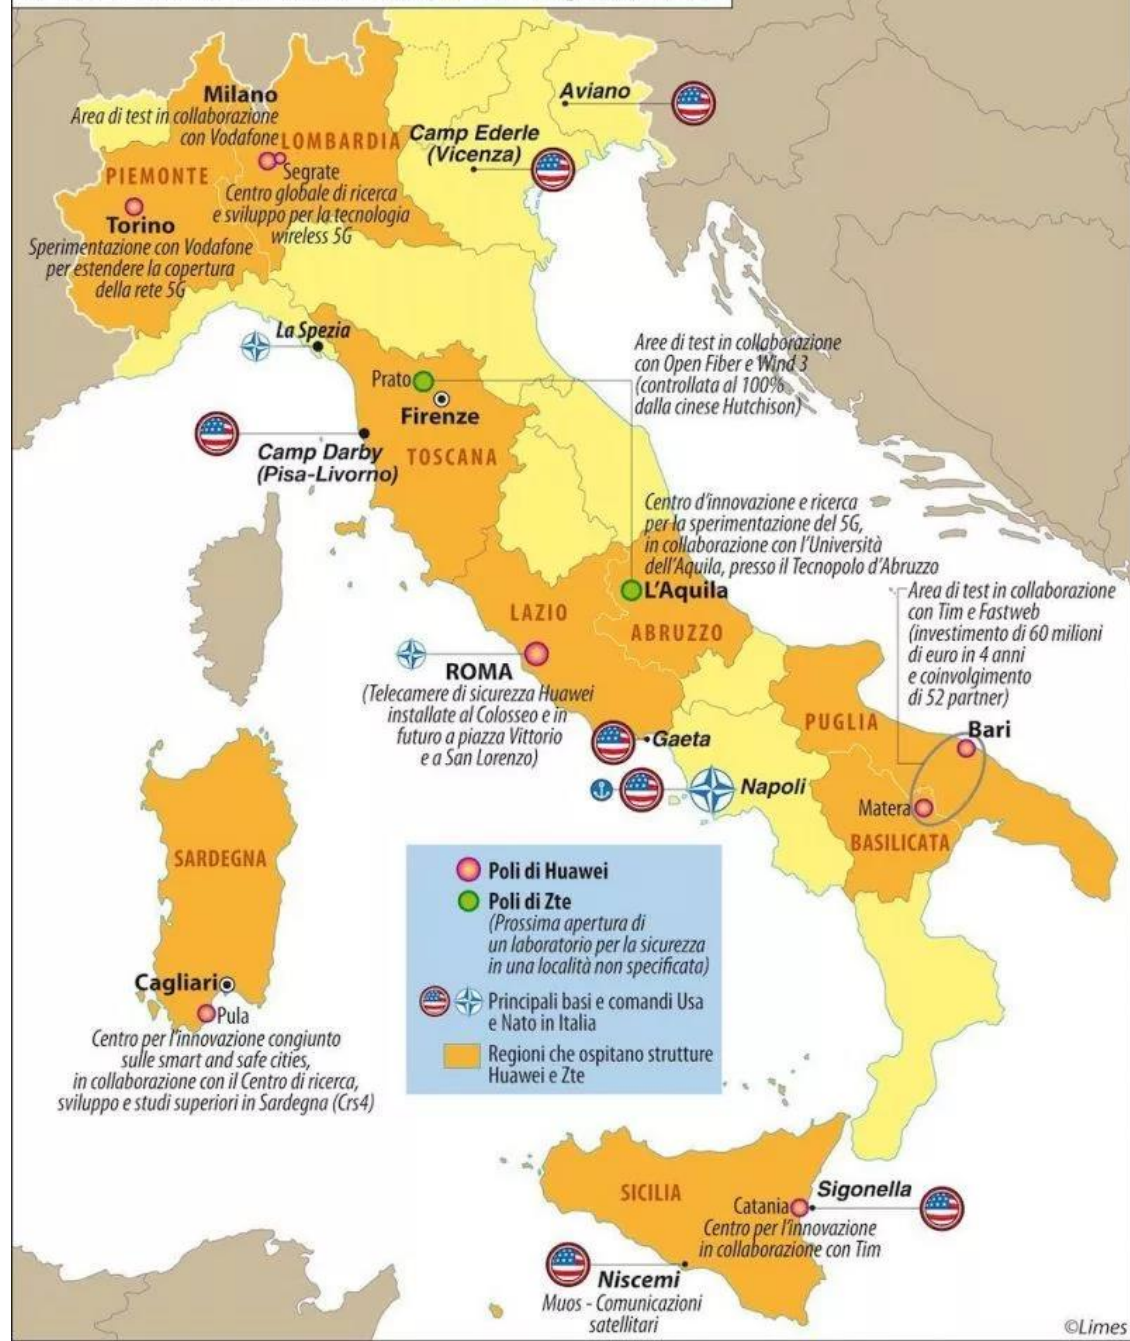 Milano
Area di test in collaborazione
con Vodafone
LOMBARDIA
Segrate
Centro globale di ricerca
e sviluppo per la tecnologia
wireless 5G
PIEMONTE
Torino
Sperimentazione con Vodafone
per estendere la copertura
della rete 5G
Aviano
Camp Ederle
(Vicenza)
La Spezia
Prato
Firenze
TOSCANA
Camp Darby
(Pisa-Livorno)
Aree di test in collaborazione
con Open Fiber e Wind 3
(controllata al 100%
dalla cinese Hutchison)
Centro d'innovazione e ricerca
per la sperimentazione del 5G,
in collaborazione con l'Università
dell'Aquila, presso il Tecnopolo d'Abruzzo
L'Aquila
LAZIO
ABRUZZO
Area di test in collaborazione
con Tim e Fastweb
(investimento di 60 milioni
di euro in 4 anni
e coinvolgimento
di 52 partner)
ROMA
(Telecamere di sicurezza Huawei
installate al Colosseo e in
futuro a piazza Vittorio
e a San Lorenzo)
PUGLIA
Bari
Gaeta
Napoli
Matera
BASILICATA
SARDEGNA
Cagliari
Pula
Centro per l'innovazione congiunto
sulle smart and safe cities,
in collaborazione con il Centro di ricerca,
sviluppo e studi superiori in Sardegna (Crs4)
Poli di Huawei
Poli di Zte
(Prossima apertura di
un laboratorio per la sicurezza
in una località non specificata)
Principali basi e comandi Usa
e Nato in Italia
Regioni che ospitano strutture
Huawei e Zte
SICILIA
Catania
Sigonella
Centro per l'innovazione
in collaborazione con Tim
Niscemi
Muos - Comunicazioni
satellitari
©Limes